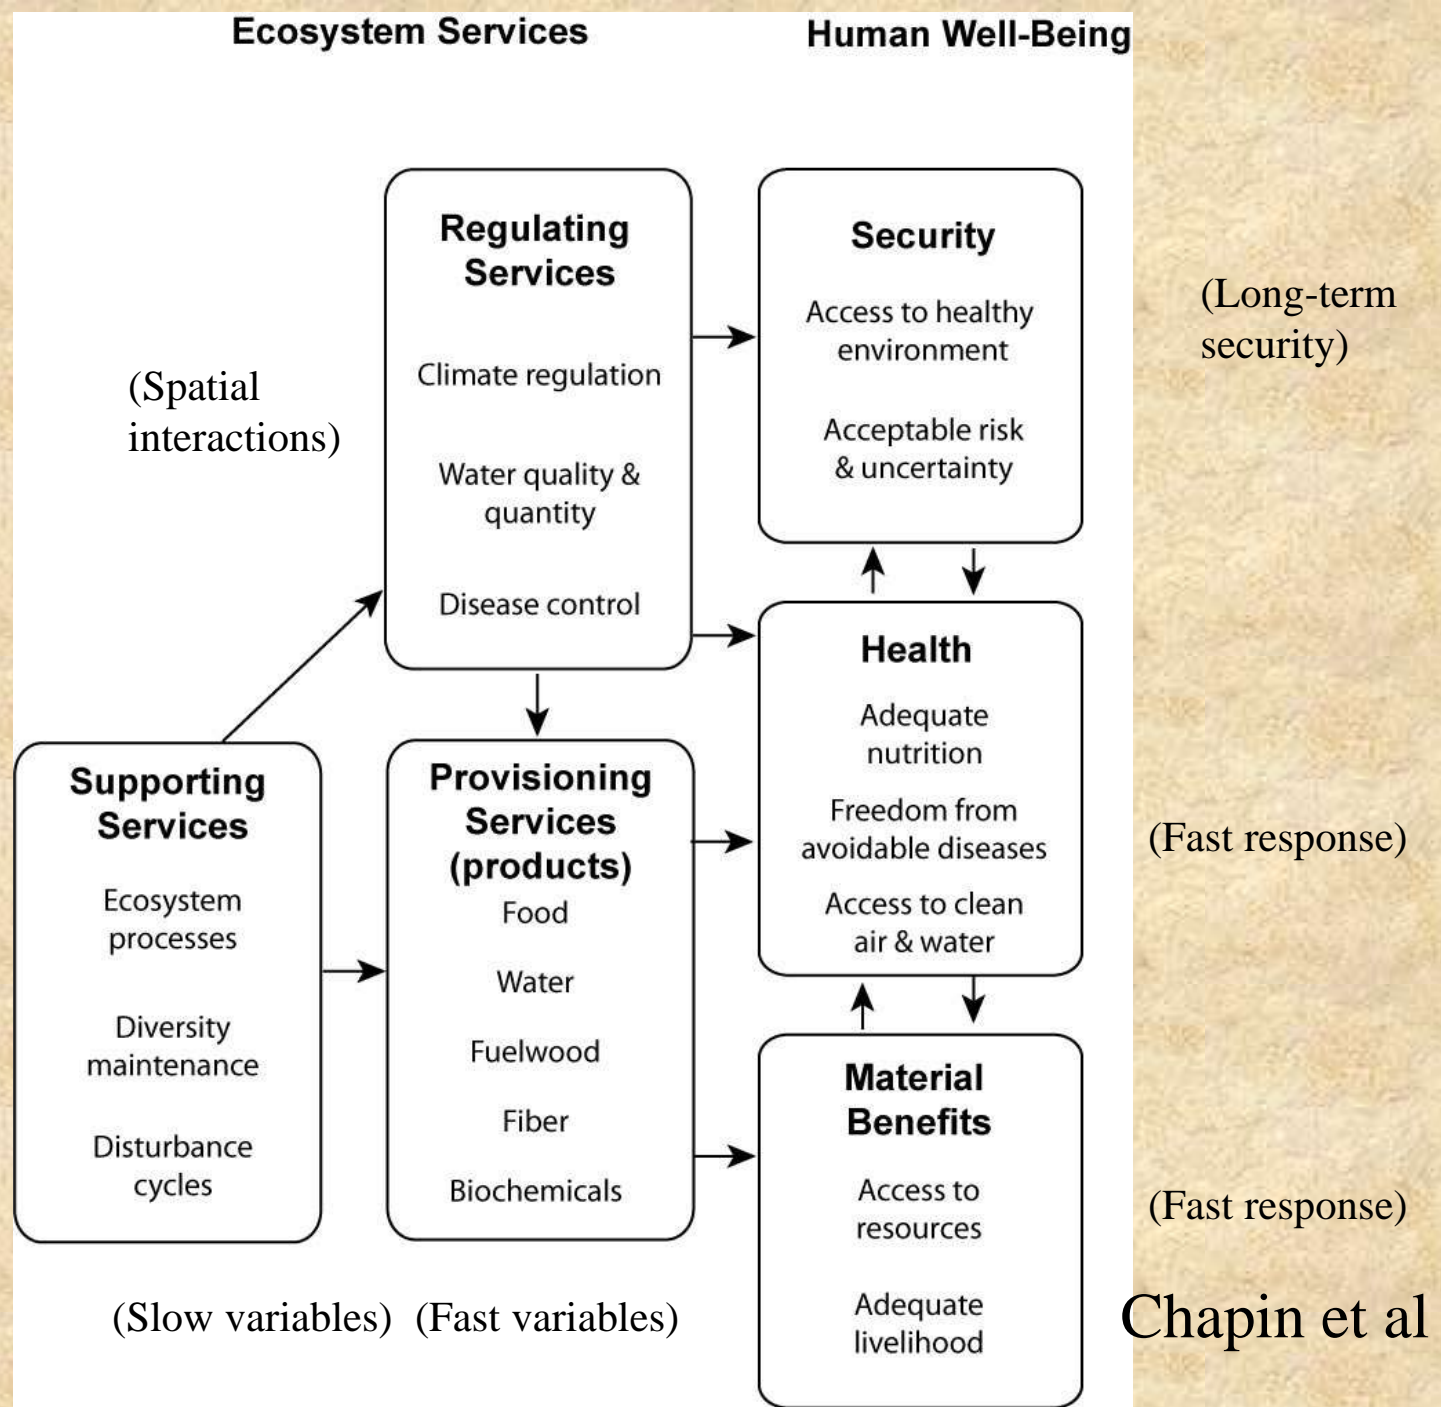 Ecosystem Services
Human Well-Being
Regulating
Services
Climate regulation
Water quality &
quantity
Disease control
Security
Access to healthy
environment
Acceptable risk
& uncertainty
(Long-term
security)
(Spatial
interactions)
Supporting
Services
Ecosystem
processes
Diversity
maintenance
Disturbance
cycles
Provisioning
Services
(products)
Food
Water
Fuelwood
Fiber
Biochemicals
Health
Adequate
nutrition
Freedom from
avoidable diseases
Access to clean
air & water
(Fast response)
Material
Benefits
Access to
resources
Adequate
livelihood
(Fast response)
(Slow variables)
(Fast variables)
Chapin et al